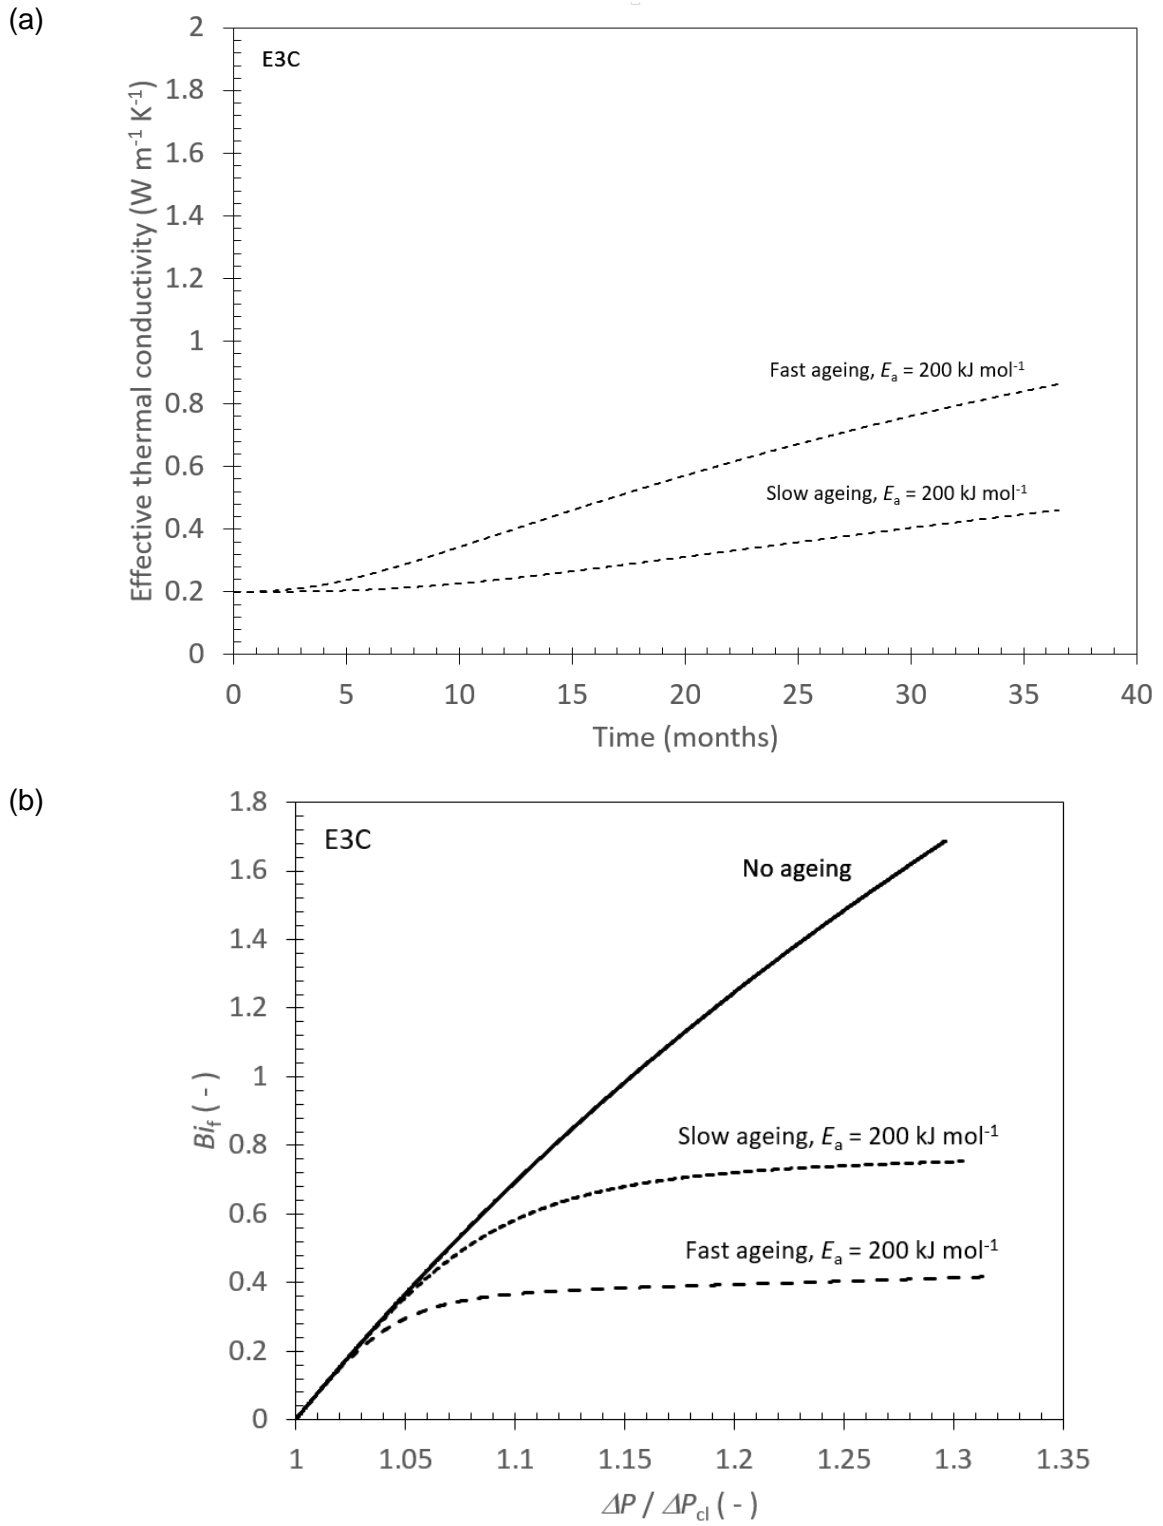 (a)
E3C
Effective thermal conductivity (W m⁻¹ K⁻¹)
2
1.8
1.6
1.4
1.2
1
0.8
0.6
0.4
0.2
0
Fast ageing, Eₐ = 200 kJ mol⁻¹
Slow ageing, Eₐ = 200 kJ mol⁻¹
0 5 10 15 20 25 30 35 40
Time (months)
(b)
E3C
Bi_f ( - )
1.8
1.6
1.4
1.2
1
0.8
0.6
0.4
0.2
0
No ageing
Slow ageing, Eₐ = 200 kJ mol⁻¹
Fast ageing, Eₐ = 200 kJ mol⁻¹
1 1.05 1.1 1.15 1.2 1.25 1.3 1.35
ΔP / ΔP_cl ( - )